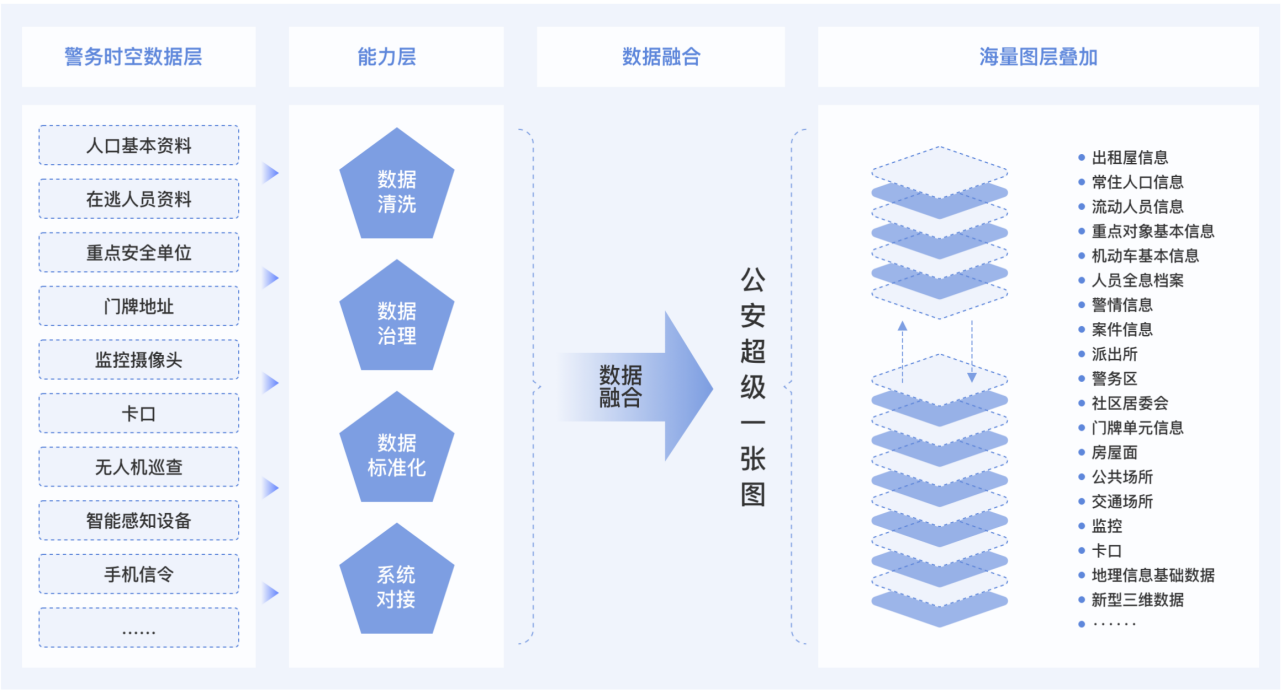 警务时空数据层
能力层
数据融合
海量图层叠加
人口基本资料
在逃人员资料
重点安全单位
门牌地址
监控摄像头
卡口
无人机巡查
智能感知设备
手机信令
……
数据
清洗
数据
治理
数据
标准化
系统
对接
数据
融合
公安超级一张图
出租屋信息
常住人口信息
流动人员信息
重点对象基本信息
机动车基本信息
人员全息档案
警情信息
案件信息
派出所
警务区
社区居委会
门牌单元信息
房屋面
公共场所
交通场所
监控
卡口
地理信息基础数据
新型三维数据
……